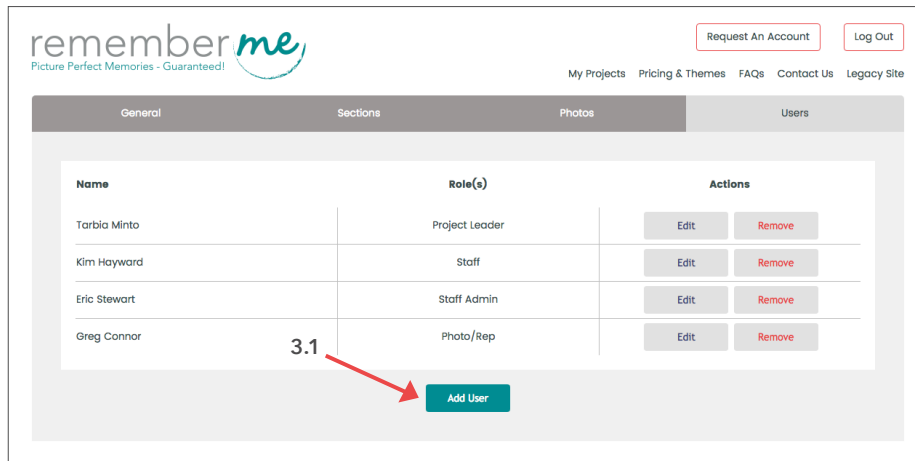 remember me
Picture Perfect Memories - Guaranteed!
Request An Account Log Out
My Projects Pricing & Themes FAQs Contact Us Legacy Site
General Sections Photos Users
Name Role(s) Actions
Tarbia Minto Project Leader Edit Remove
Kim Hayward Staff Edit Remove
Eric Stewart Staff Admin Edit Remove
Greg Connor Photo/Rep Edit Remove
3.1
Add User